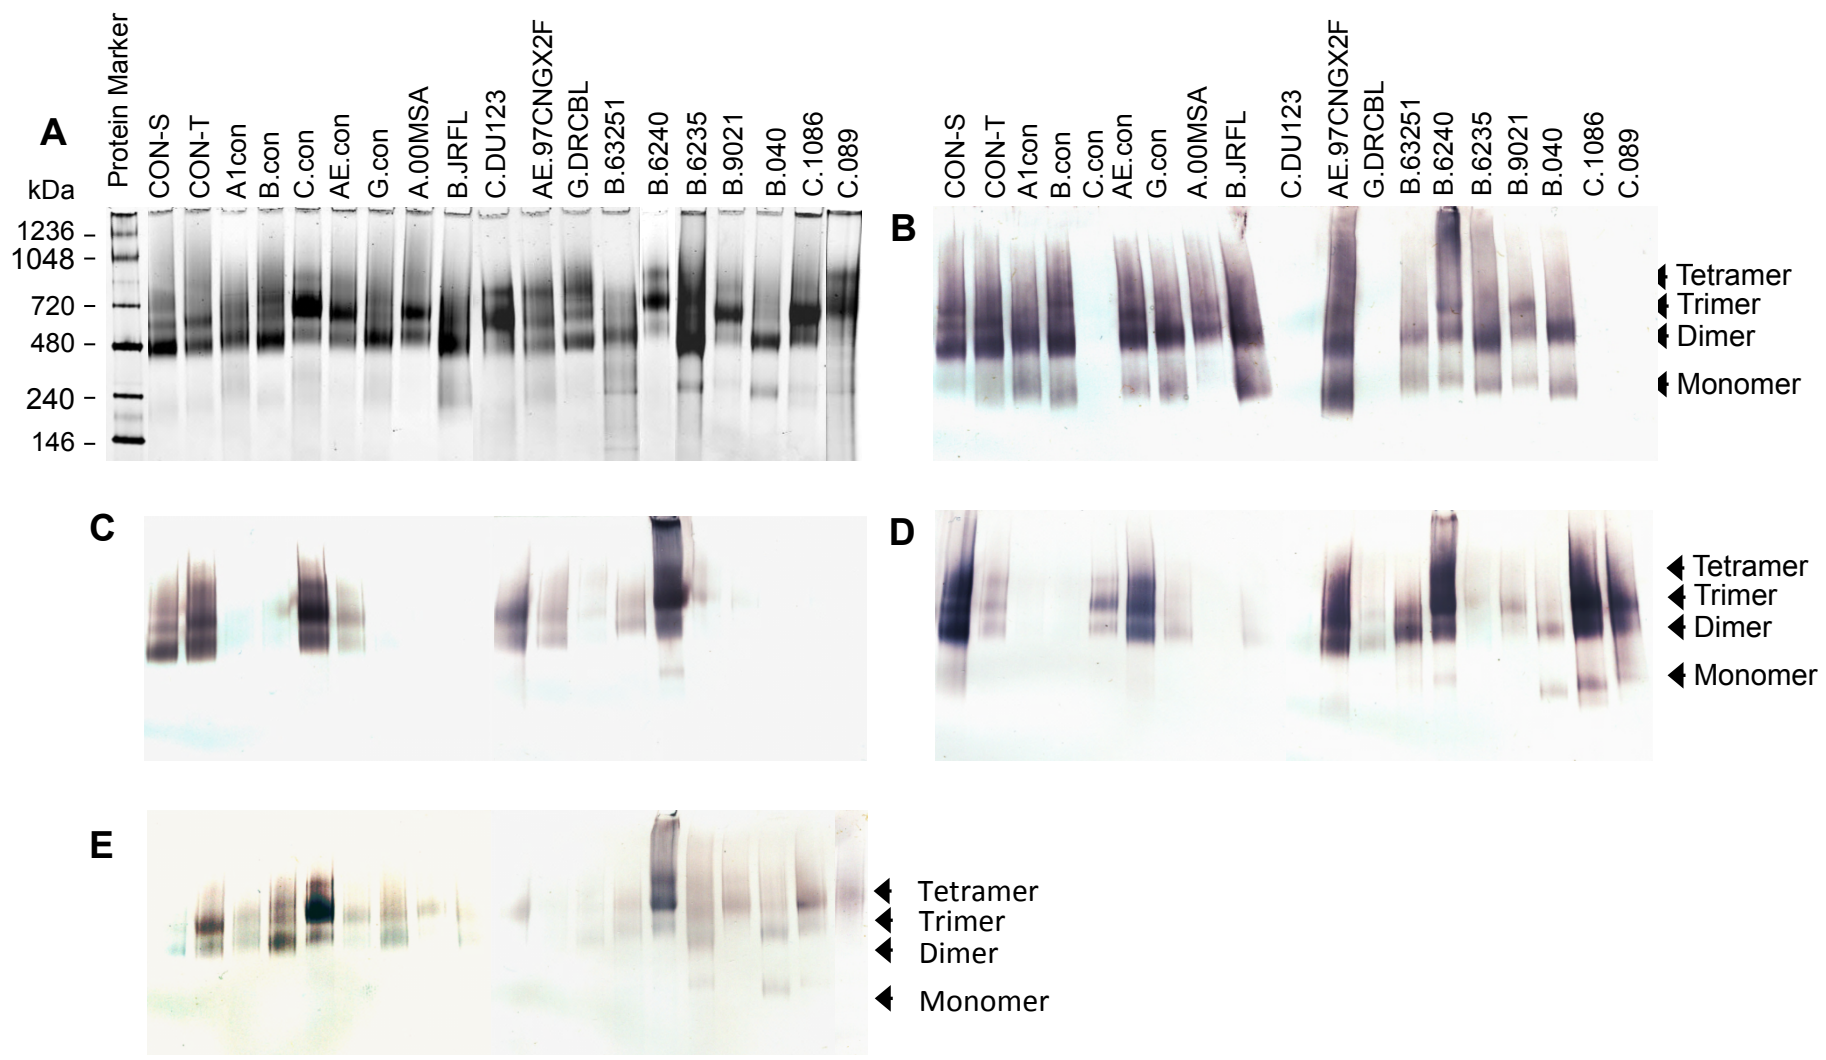 A
Protein Marker
CON-S
CON-T
A1con
B.con
C.con
AE.con
G.con
A.00MSA
B.JRFL
C.DU123
AE.97CNGX2F
G.DRCBL
B.63251
B.6240
B.6235
B.9021
B.040
C.1086
C.089
kDa
1236 –
1048 –
720 –
480 –
240 –
146 –
B
CON-S
CON-T
A1con
B.con
C.con
AE.con
G.con
A.00MSA
B.JRFL
C.DU123
AE.97CNGX2F
G.DRCBL
B.63251
B.6240
B.6235
B.9021
B.040
C.1086
C.089
Tetramer
Trimer
Dimer
Monomer
C
D
Tetramer
Trimer
Dimer
Monomer
E
Tetramer
Trimer
Dimer
Monomer